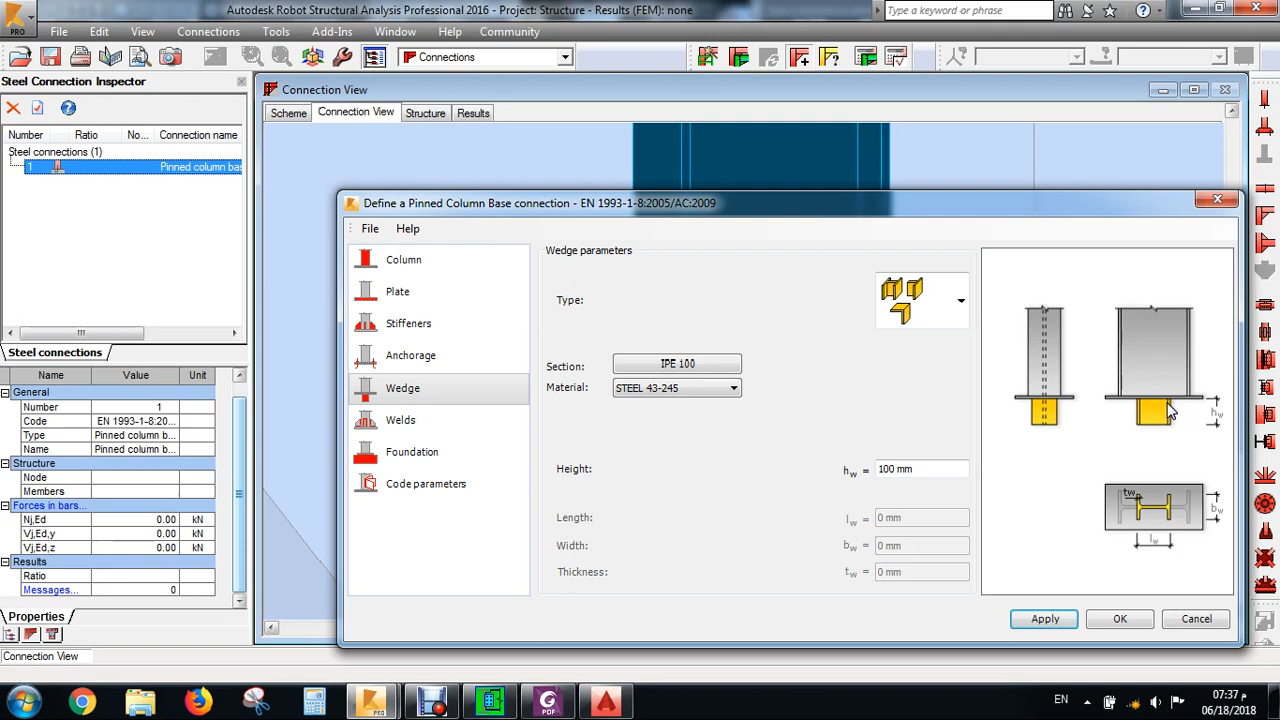 Autodesk Robot Structural Analysis Professional 2016 - Project: Structure - Results (FEM): none
Type a keyword or phrase
PRO
File Edit View Connections Tools Add-Ins Window Help Community
Connections
Steel Connection Inspector
Number Ratio No... Connection name
Steel connections (1)
1 Pinned column bas
Steel connections
Name Value Unit
General
Number 1
Code EN 1993-1-8:20...
Type Pinned column b...
Name Pinned column b...
Structure
Node
Members
Forces in bars...
Nj,Ed 0.00 kN
Vj,Ed,y 0.00 kN
Vj,Ed,z 0.00 kN
Results
Ratio
Messages... 0
Properties
Connection View
Connection View
Scheme Connection View Structure Results
Define a Pinned Column Base connection - EN 1993-1-8:2005/AC:2009
File Help
Column
Plate
Stiffeners
Anchorage
Wedge
Welds
Foundation
Code parameters
Wedge parameters
Type:
Section: IPE 100
Material: STEEL 43-245
Height: hw = 100 mm
Length: lw = 0 mm
Width: bw = 0 mm
Thickness: tw = 0 mm
hw
tw
bw
lw
Apply OK Cancel
PRO
PDF
EN
07:37 م
06/18/2018